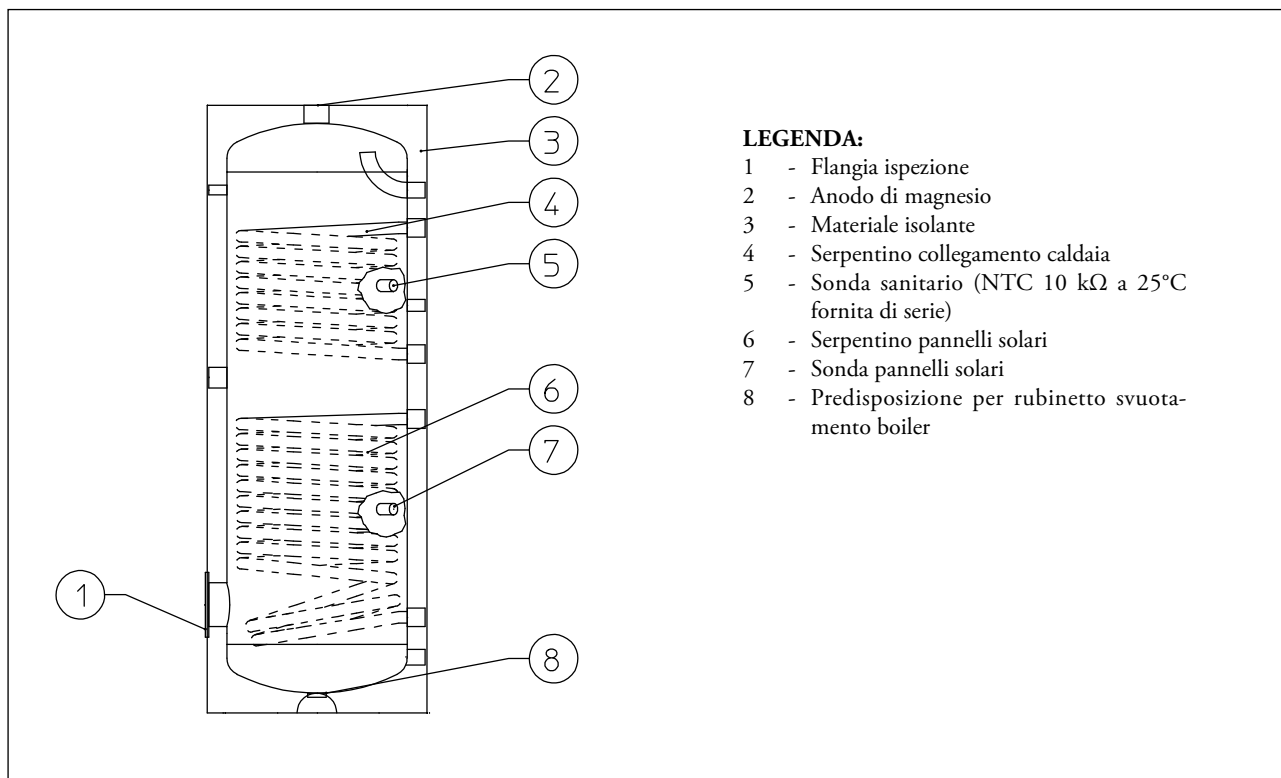 2
3
4
5
6
7
1
8
LEGENDA:
1 - Flangia ispezione
2 - Anodo di magnesio
3 - Materiale isolante
4 - Serpentino collegamento caldaia
5 - Sonda sanitario (NTC 10 kΩ a 25°C
fornita di serie)
6 - Serpentino pannelli solari
7 - Sonda pannelli solari
8 - Predisposizione per rubinetto svuota-
mento boiler